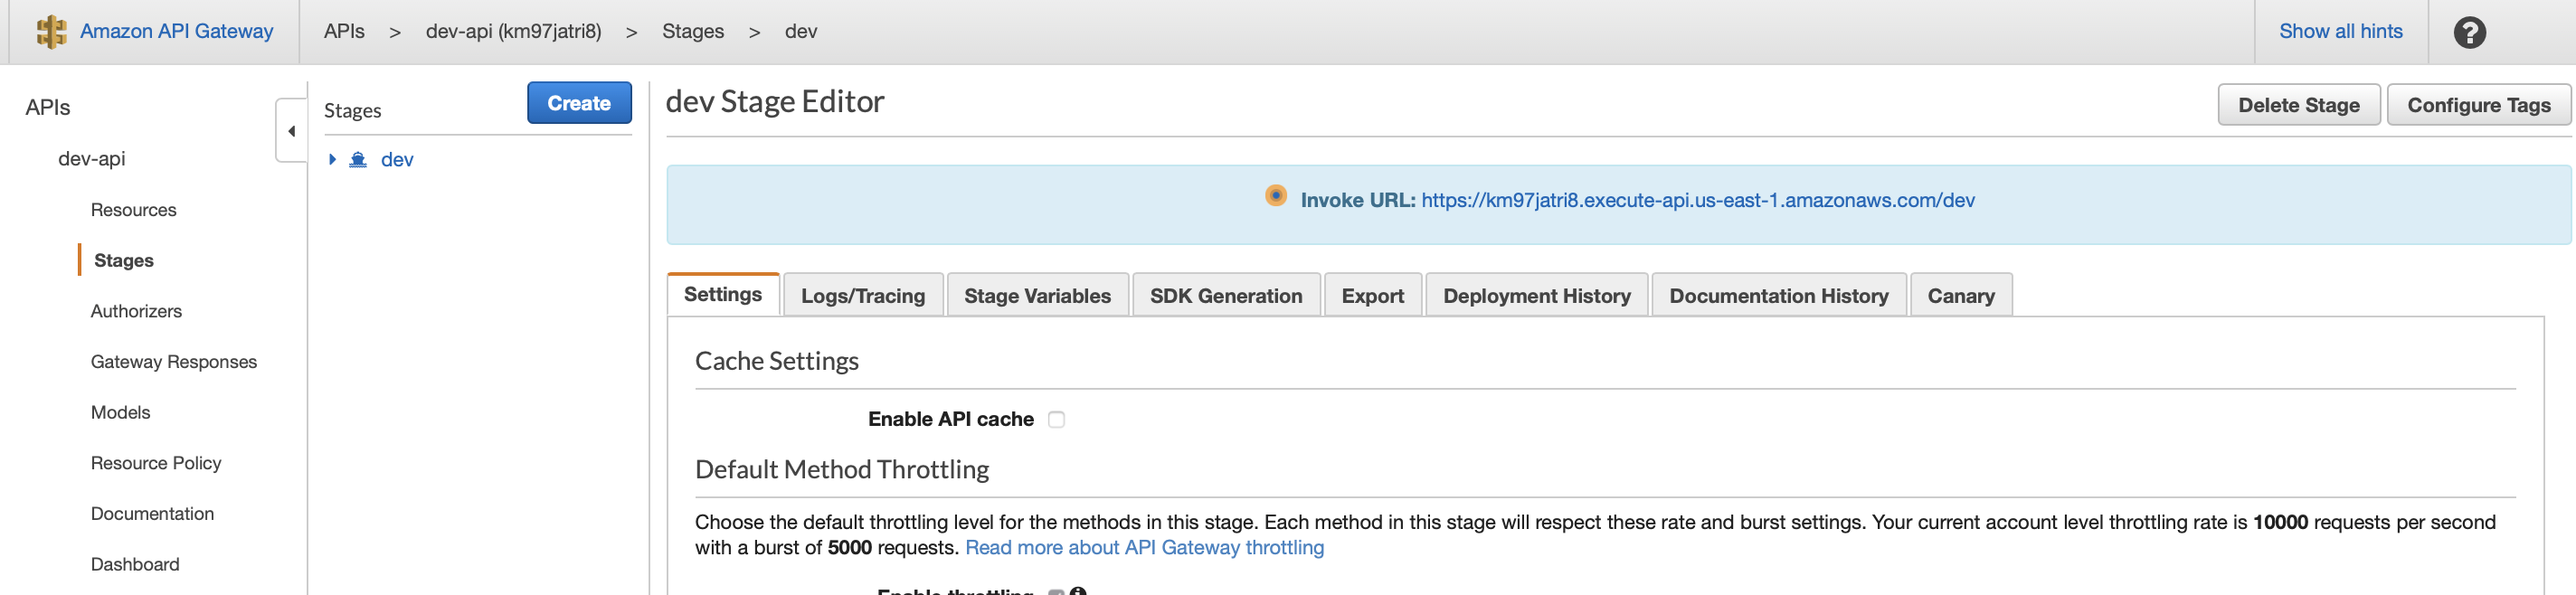 Amazon API Gateway APIs > dev-api (km97jatri8) > Stages > dev Show all hints ?
APIs
dev-api
Resources
Stages
Authorizers
Gateway Responses
Models
Resource Policy
Documentation
Dashboard
Stages Create
dev
dev Stage Editor Delete Stage Configure Tags
Invoke URL: https://km97jatri8.execute-api.us-east-1.amazonaws.com/dev
Settings Logs/Tracing Stage Variables SDK Generation Export Deployment History Documentation History Canary
Cache Settings
Enable API cache
Default Method Throttling
Choose the default throttling level for the methods in this stage. Each method in this stage will respect these rate and burst settings. Your current account level throttling rate is 10000 requests per second
with a burst of 5000 requests. Read more about API Gateway throttling
Enable throttling